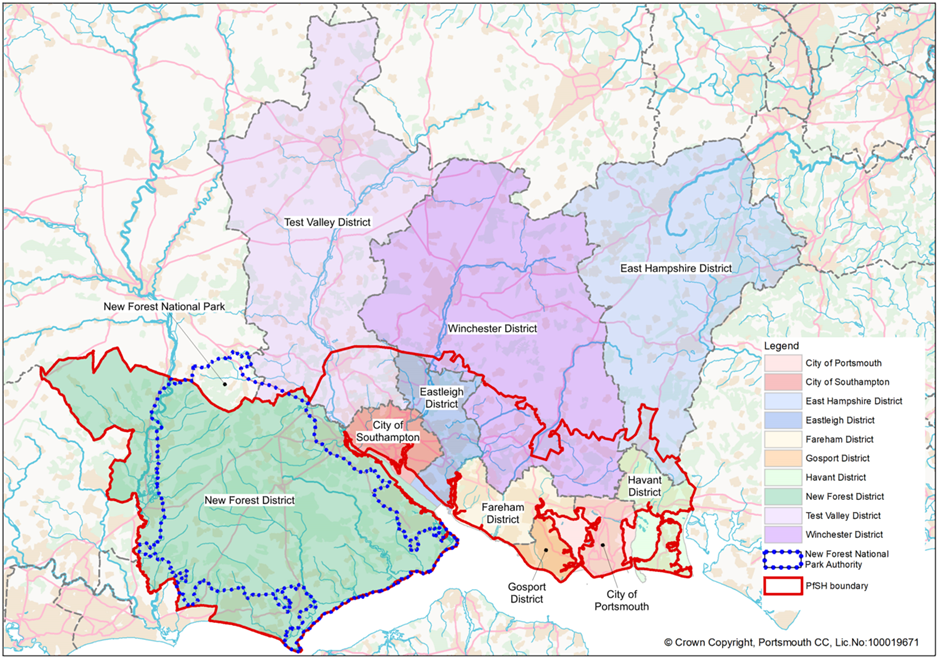 Test Valley District
East Hampshire District
New Forest National Park
Winchester District
Eastleigh
District
City of
Southampton
New Forest District
Havant
District
Fareham
District
Gosport
District
City of
Portsmouth
Legend
City of Portsmouth
City of Southampton
East Hampshire District
Eastleigh District
Fareham District
Gosport District
Havant District
New Forest District
Test Valley District
Winchester District
New Forest National
Park Authority
PfSH boundary
© Crown Copyright, Portsmouth CC, Lic.No:100019671